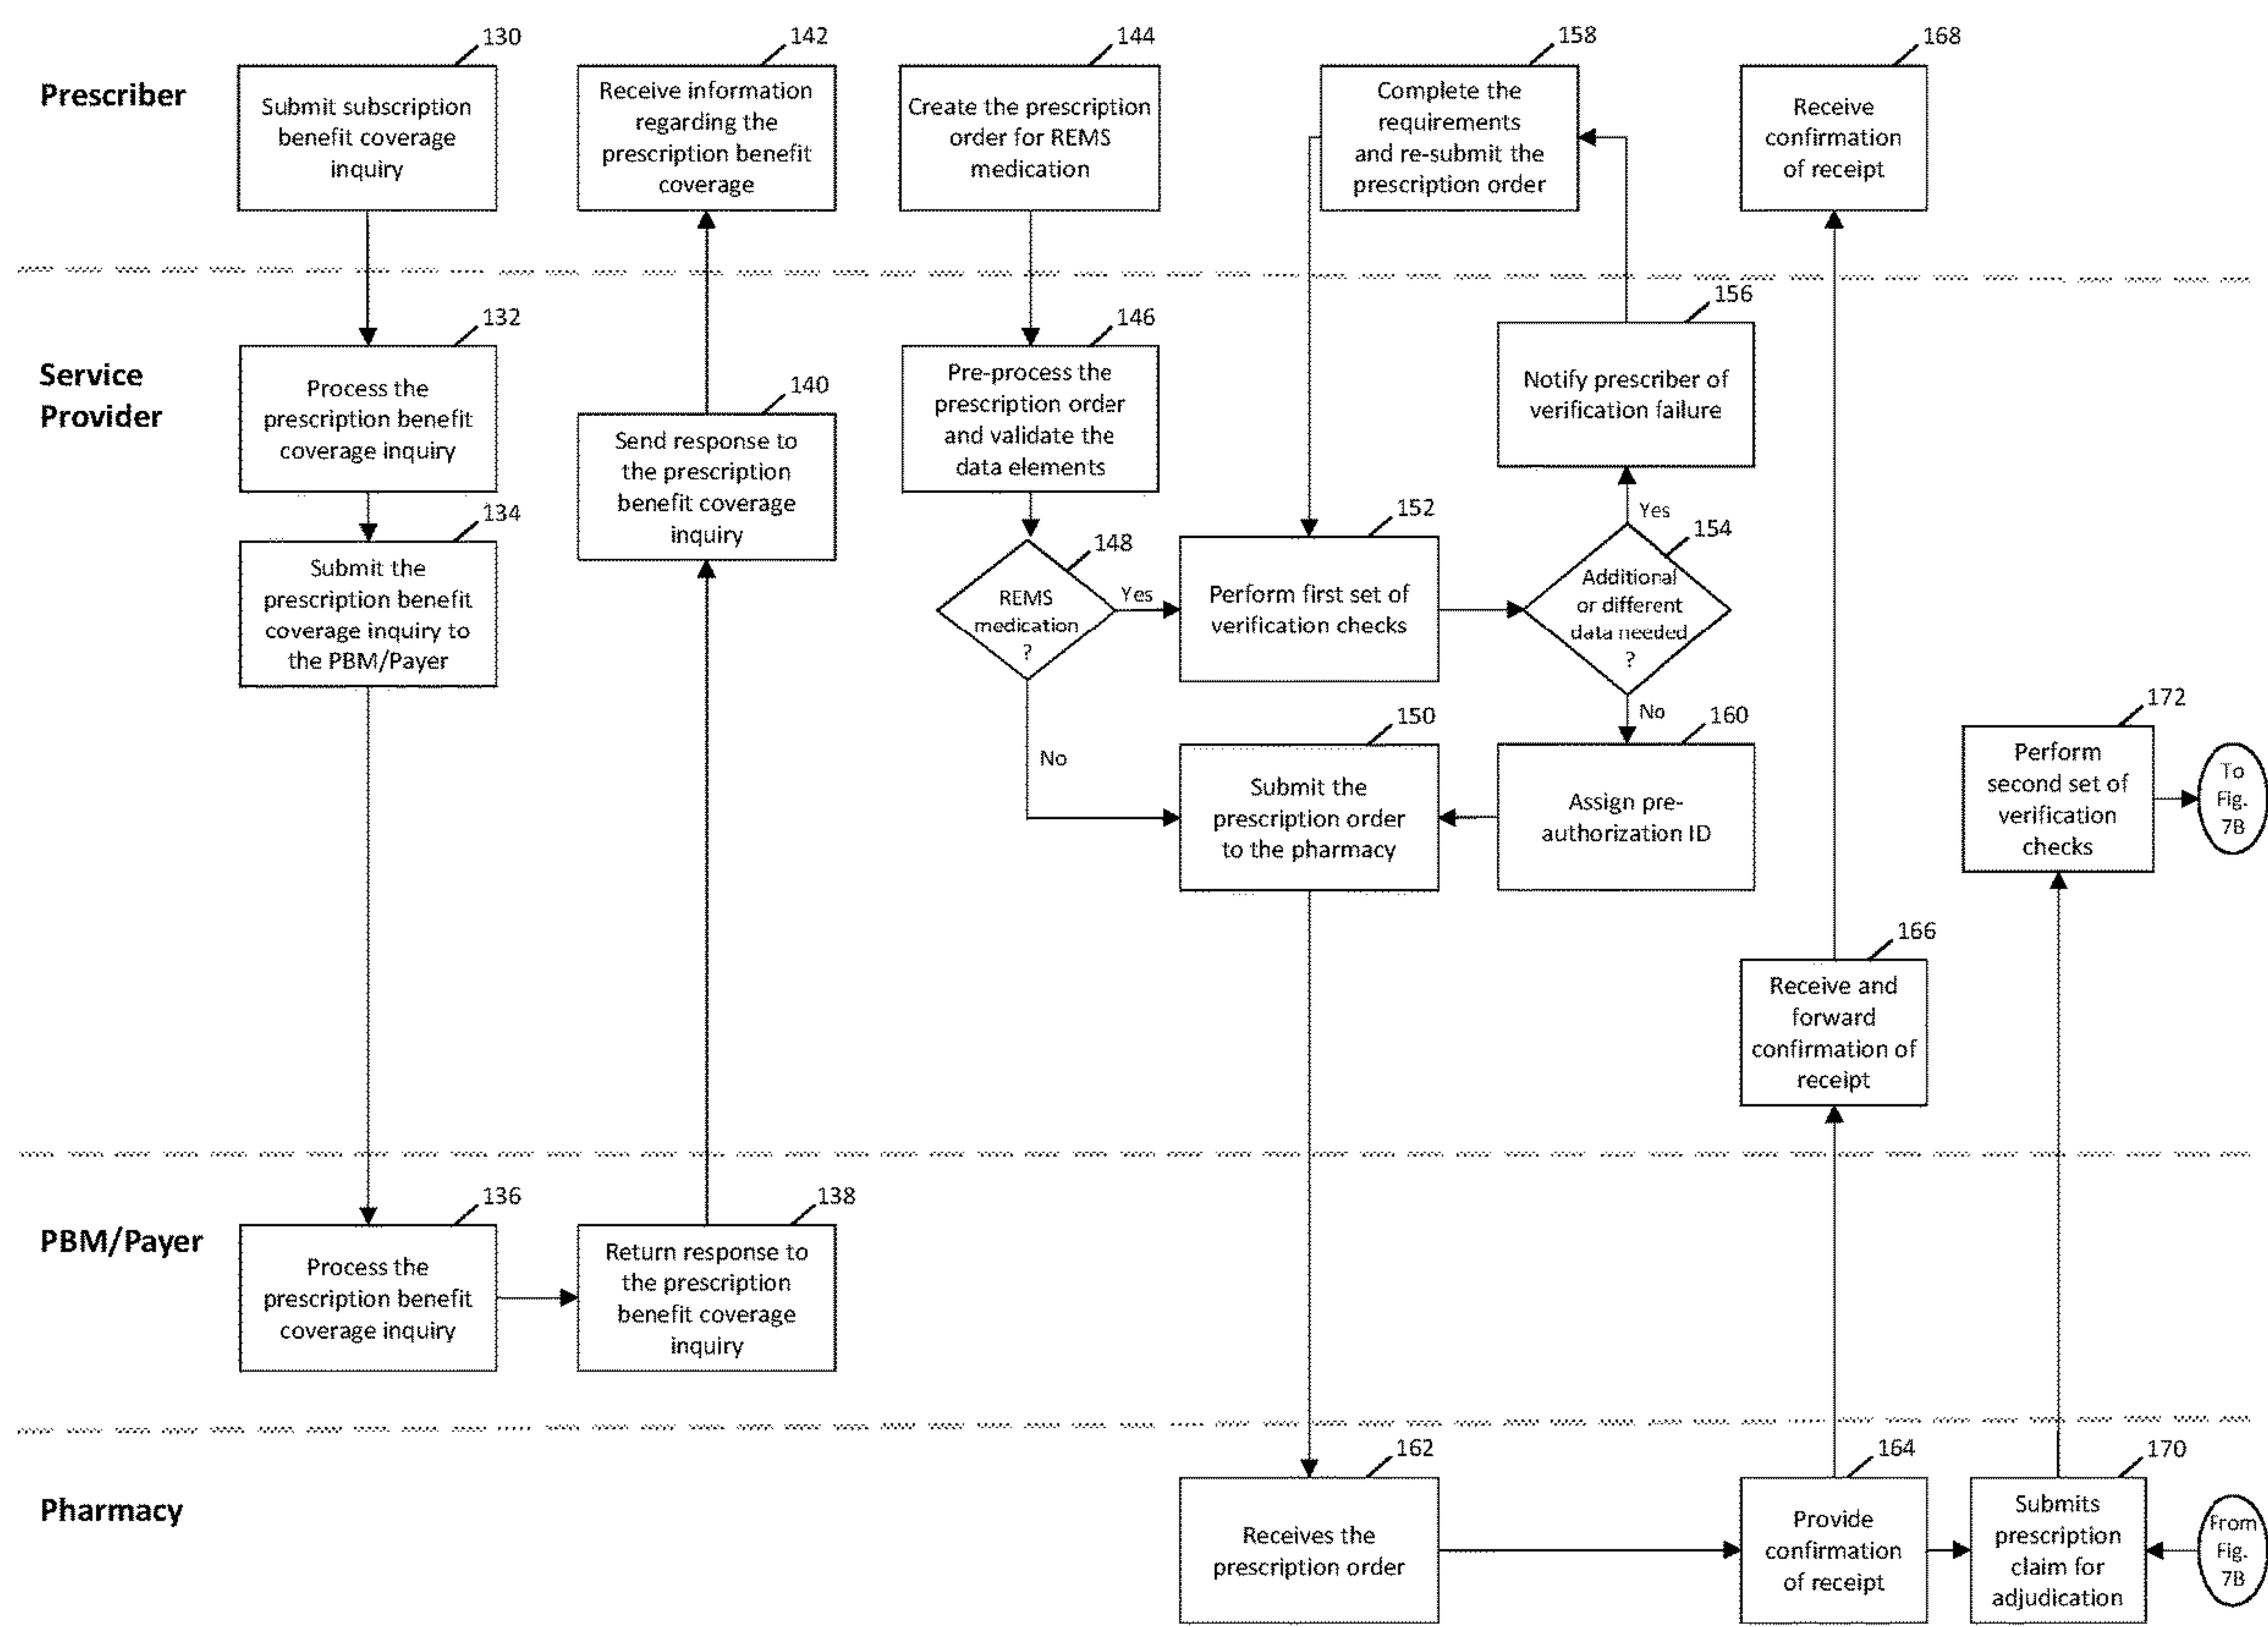 Prescriber
130
Submit subscription
benefit coverage
inquiry
142
Receive information
regarding the
prescription benefit
coverage
144
Create the prescription
order for REMS
medication
158
Complete the
requirements
and re-submit the
prescription order
168
Receive
confirmation
of receipt
Service
Provider
132
Process the
prescription benefit
coverage inquiry
134
Submit the
prescription benefit
coverage inquiry to
the PBM/Payer
140
Send response to
the prescription
benefit coverage
inquiry
146
Pre-process the
prescription order
and validate the
data elements
148
REMS
medication
?
Yes
No
152
Perform first set of
verification checks
156
Notify prescriber of
verification failure
Yes
154
Additional
or different
data needed
?
No
150
Submit the
prescription order
to the pharmacy
160
Assign pre-
authorization ID
166
Receive and
forward
confirmation of
receipt
172
Perform
second set of
verification
checks
To
Fig.
7B
PBM/Payer
136
Process the
prescription benefit
coverage inquiry
138
Return response to
the prescription
benefit coverage
inquiry
Pharmacy
162
Receives the
prescription order
164
Provide
confirmation
of receipt
170
Submits
prescription
claim for
adjudication
From
Fig.
7B